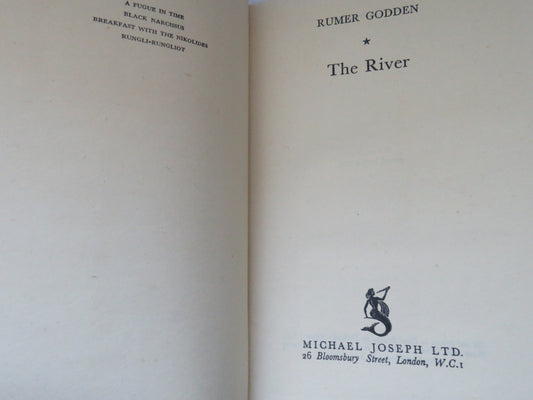 A FUGUE IN TIME
BLACK NARCISSUS
BREAKFAST WITH THE NIKOLIDES
RUNGLI-RUNGLIOT
RUMER GODDEN
★
The River
MICHAEL JOSEPH LTD.
26 Bloomsbury Street, London, W.C.1